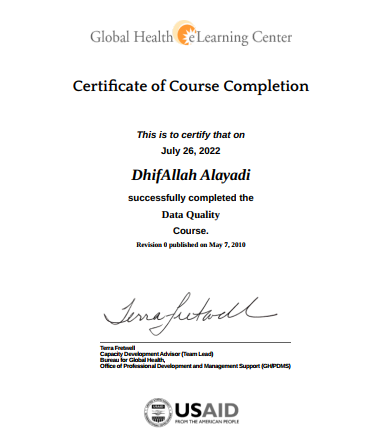 Global Health eLearning Center
Certificate of Course Completion
This is to certify that on
July 26, 2022
DhifAllah Alayadi
successfully completed the
Data Quality
Course.
Revision 0 published on May 7, 2010
Terra Fretwell
Terra Fretwell
Capacity Development Advisor (Team Lead)
Bureau for Global Health,
Office of Professional Development and Management Support (GH/PDMS)
USAID
FROM THE AMERICAN PEOPLE